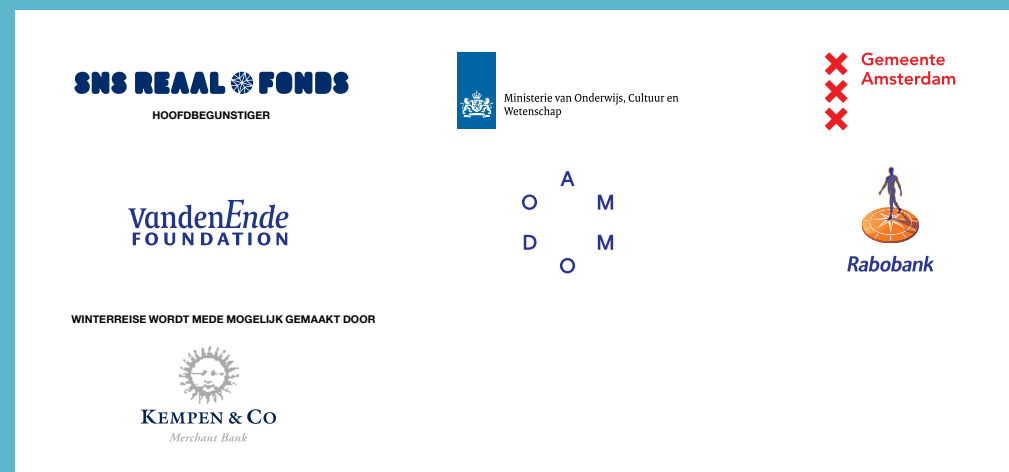 SNS REAAL FONDS
HOOFDBEGUNSTIGER
Ministerie van Onderwijs, Cultuur en
Wetenschap
Gemeente
Amsterdam
VandenEnde
FOUNDATION
AMMODO
Rabobank
WINTERREISE WORDT MEDE MOGELIJK GEMAAKT DOOR
KEMPEN & CO
Merchant Bank